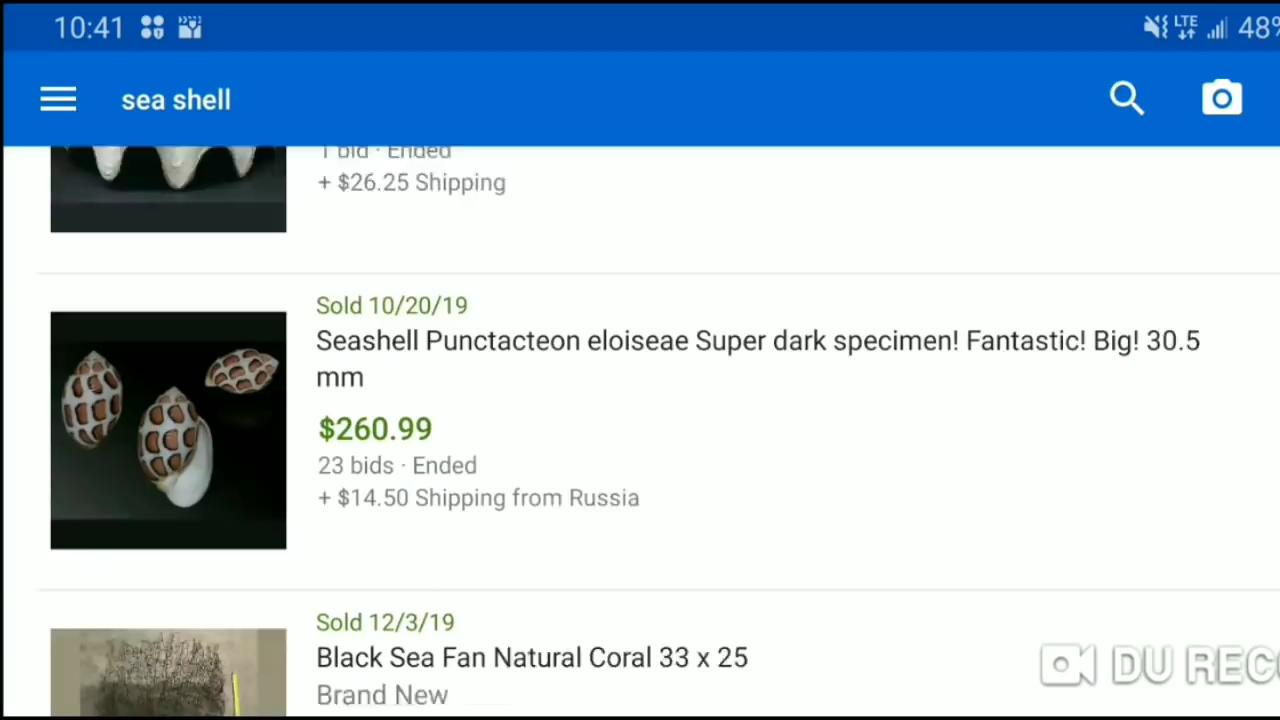 10:41 LTE 48%
sea shell
1 bid · Ended
+ $26.25 Shipping
Sold 10/20/19
Seashell Punctacteon eloiseae Super dark specimen! Fantastic! Big! 30.5
mm
$260.99
23 bids · Ended
+ $14.50 Shipping from Russia
Sold 12/3/19
Black Sea Fan Natural Coral 33 x 25
Brand New
DU REC